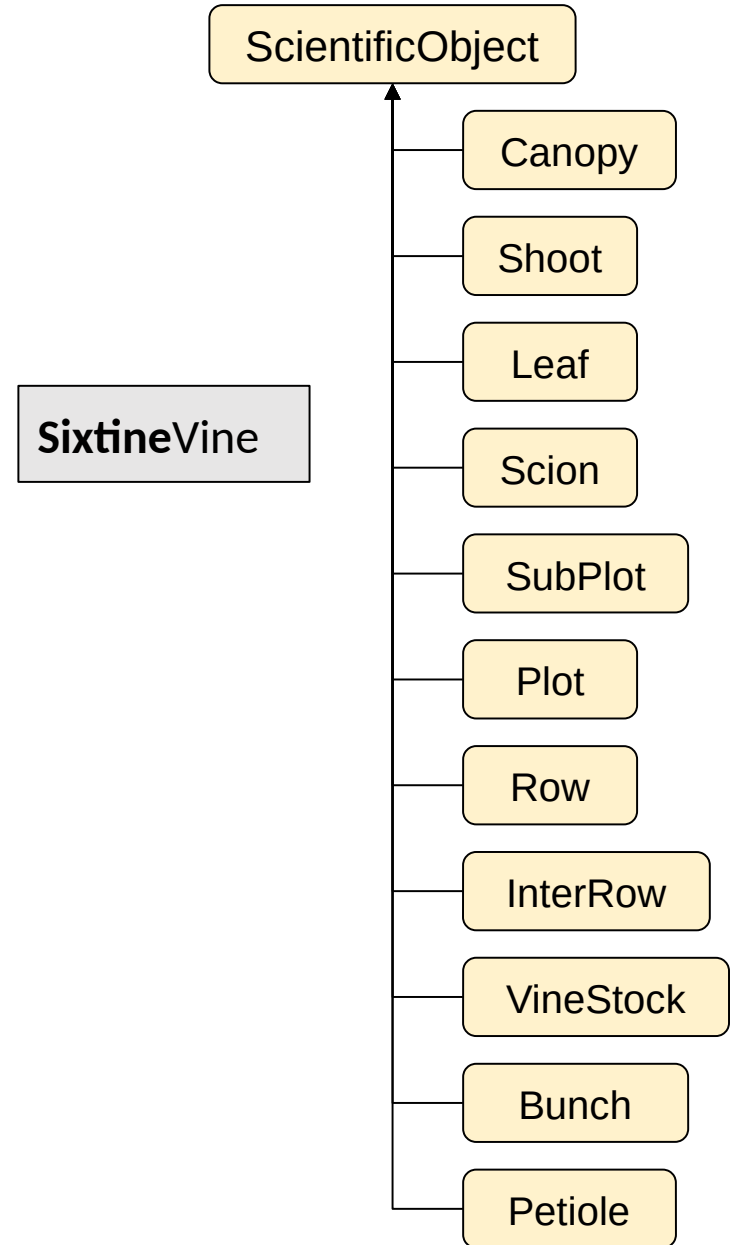 ScientificObject
Canopy
Shoot
Leaf
SixtineVine
Scion
SubPlot
Plot
Row
InterRow
VineStock
Bunch
Petiole